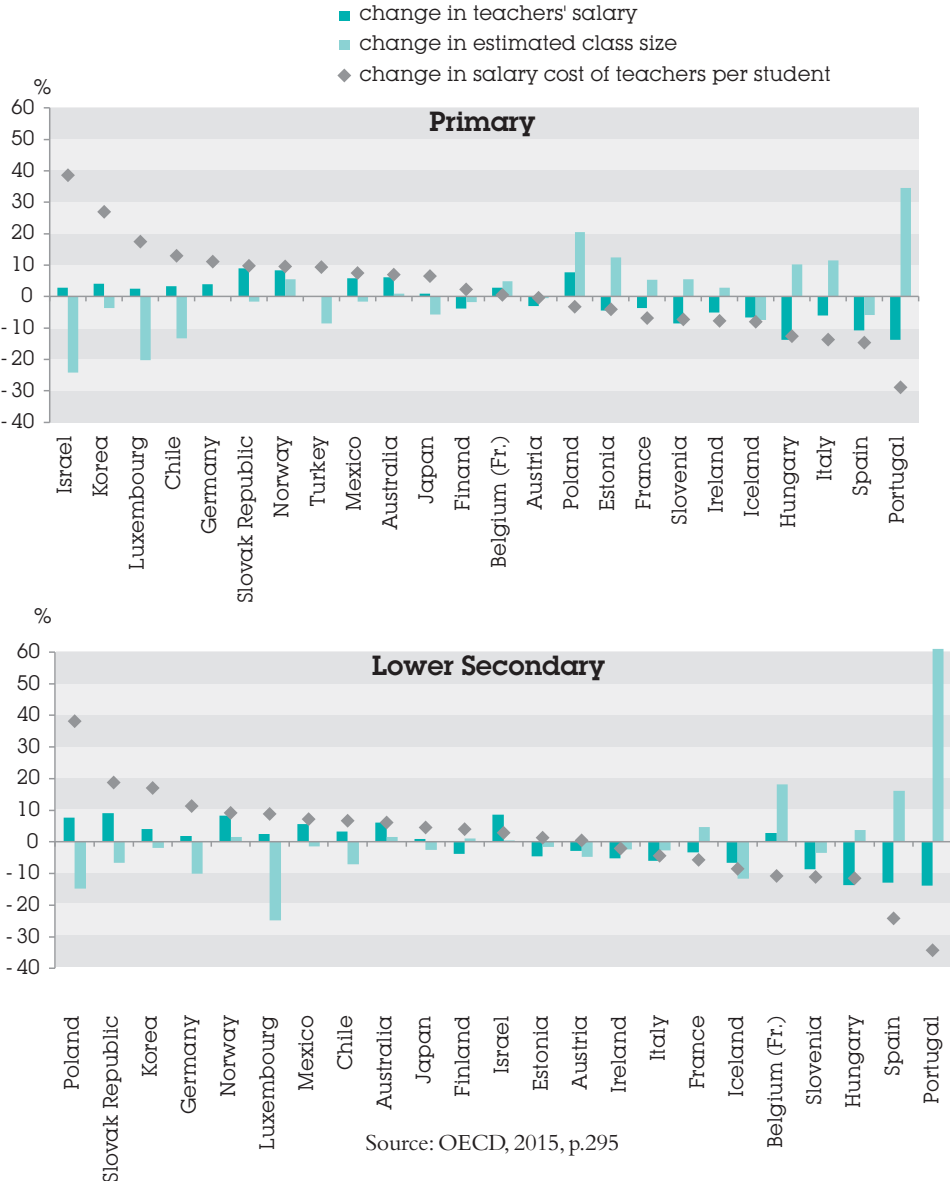 change in teachers' salary
change in estimated class size
change in salary cost of teachers per student
%
Primary
60
50
40
30
20
10
0
- 10
- 20
- 30
- 40
Israel
Korea
Luxembourg
Chile
Germany
Slovak Republic
Norway
Turkey
Mexico
Australia
Japan
Finand
Belgium (Fr.)
Austria
Poland
Estonia
France
Slovenia
Ireland
Iceland
Hungary
Italy
Spain
Portugal
%
Lower Secondary
60
50
40
30
20
10
0
- 10
- 20
- 30
- 40
Poland
Slovak Republic
Korea
Germany
Norway
Luxembourg
Mexico
Chile
Australia
Japan
Finland
Israel
Estonia
Austria
Ireland
Italy
France
Iceland
Belgium (Fr.)
Slovenia
Hungary
Spain
Portugal
Source: OECD, 2015, p.295